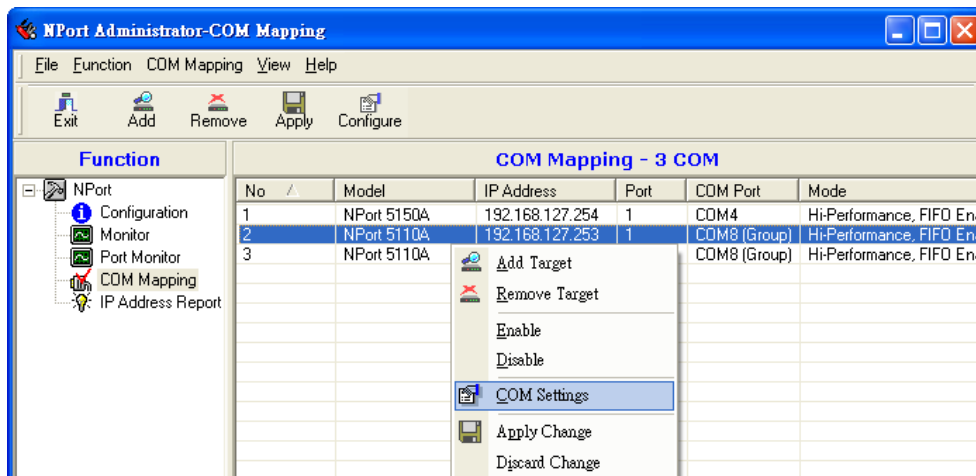 NPort Administrator-COM Mapping
File Function COM Mapping View Help
Exit Add Remove Apply Configure
Function
COM Mapping - 3 COM
NPort
Configuration
Monitor
Port Monitor
COM Mapping
IP Address Report
No Model IP Address Port COM Port Mode
1 NPort 5150A 192.168.127.254 1 COM4 Hi-Performance, FIFO En
2 NPort 5110A 192.168.127.253 1 COM8 (Group) Hi-Performance, FIFO En
3 NPort 5110A COM8 (Group) Hi-Performance, FIFO En
Add Target
Remove Target
Enable
Disable
COM Settings
Apply Change
Discard Change